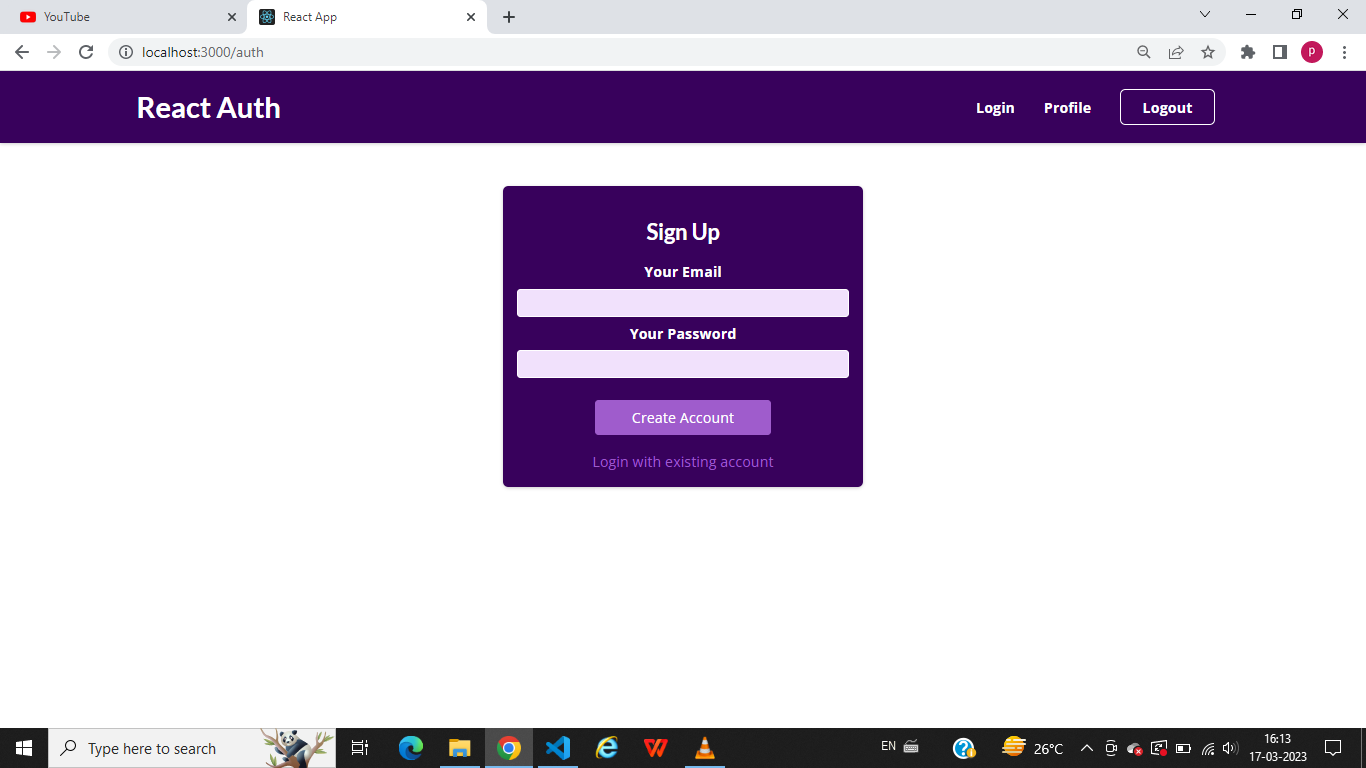 YouTube
React App
localhost:3000/auth
P
React Auth
Login
Profile
Logout
Sign Up
Your Email
Your Password
Create Account
Login with existing account
Type here to search
EN
26°C
16:13
17-03-2023